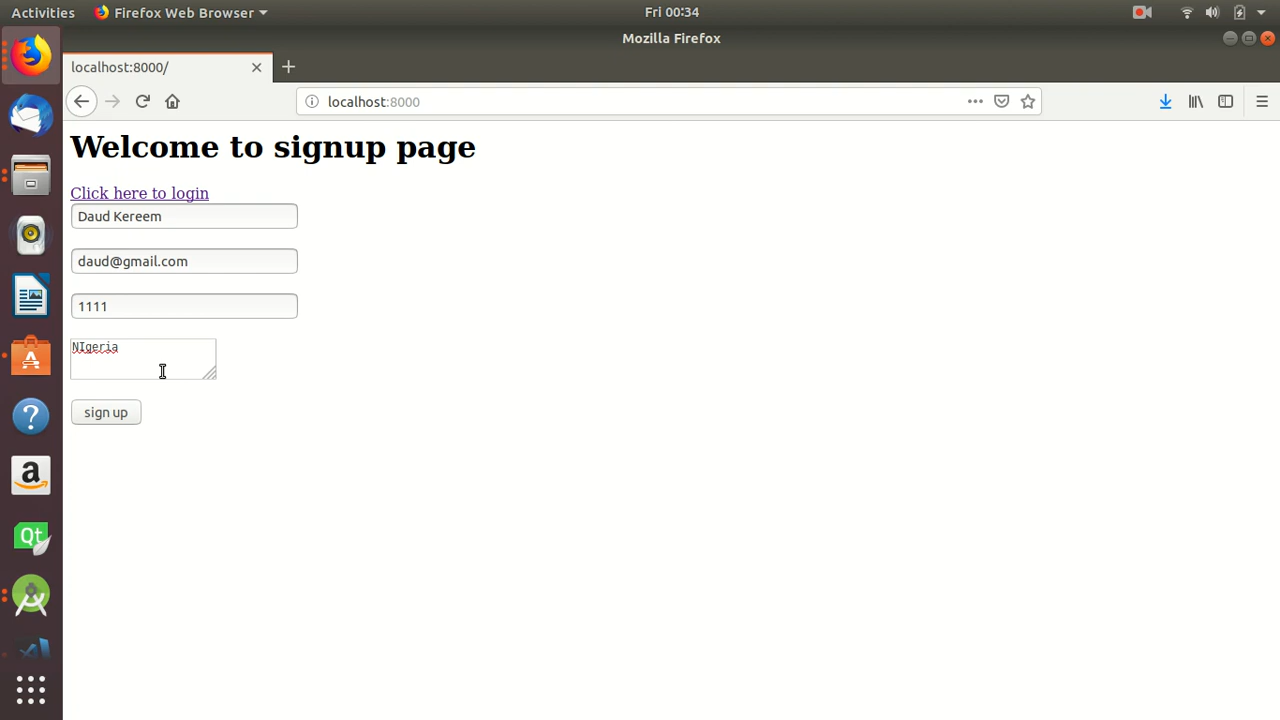 Activities Firefox Web Browser Fri 00:34
Mozilla Firefox
localhost:8000/
localhost:8000
Welcome to signup page
Click here to login
Daud Kereem
daud@gmail.com
1111
NIgeria
sign up
a
Qt